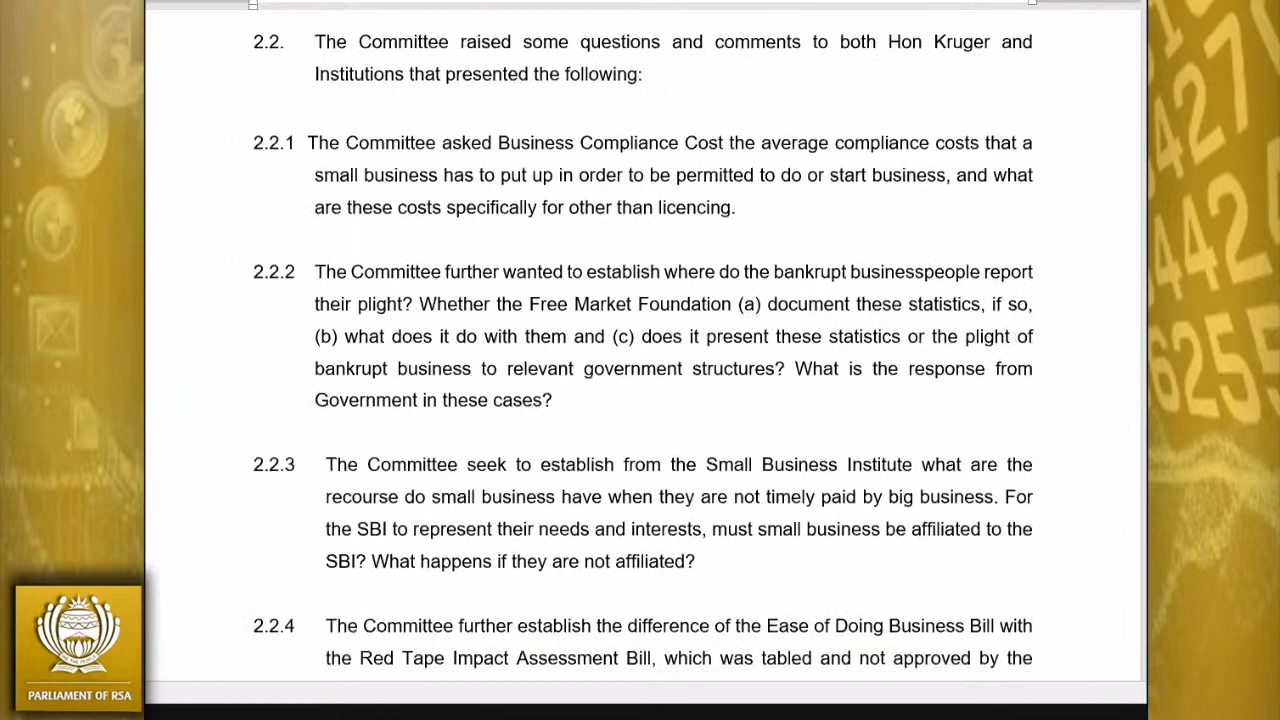 2.2. The Committee raised some questions and comments to both Hon Kruger and
Institutions that presented the following:
2.2.1 The Committee asked Business Compliance Cost the average compliance costs that a
small business has to put up in order to be permitted to do or start business, and what
are these costs specifically for other than licencing.
2.2.2 The Committee further wanted to establish where do the bankrupt businesspeople report
their plight? Whether the Free Market Foundation (a) document these statistics, if so,
(b) what does it do with them and (c) does it present these statistics or the plight of
bankrupt business to relevant government structures? What is the response from
Government in these cases?
2.2.3 The Committee seek to establish from the Small Business Institute what are the
recourse do small business have when they are not timely paid by big business. For
the SBI to represent their needs and interests, must small business be affiliated to the
SBI? What happens if they are not affiliated?
2.2.4 The Committee further establish the difference of the Ease of Doing Business Bill with
the Red Tape Impact Assessment Bill, which was tabled and not approved by the
PARLIAMENT OF RSA